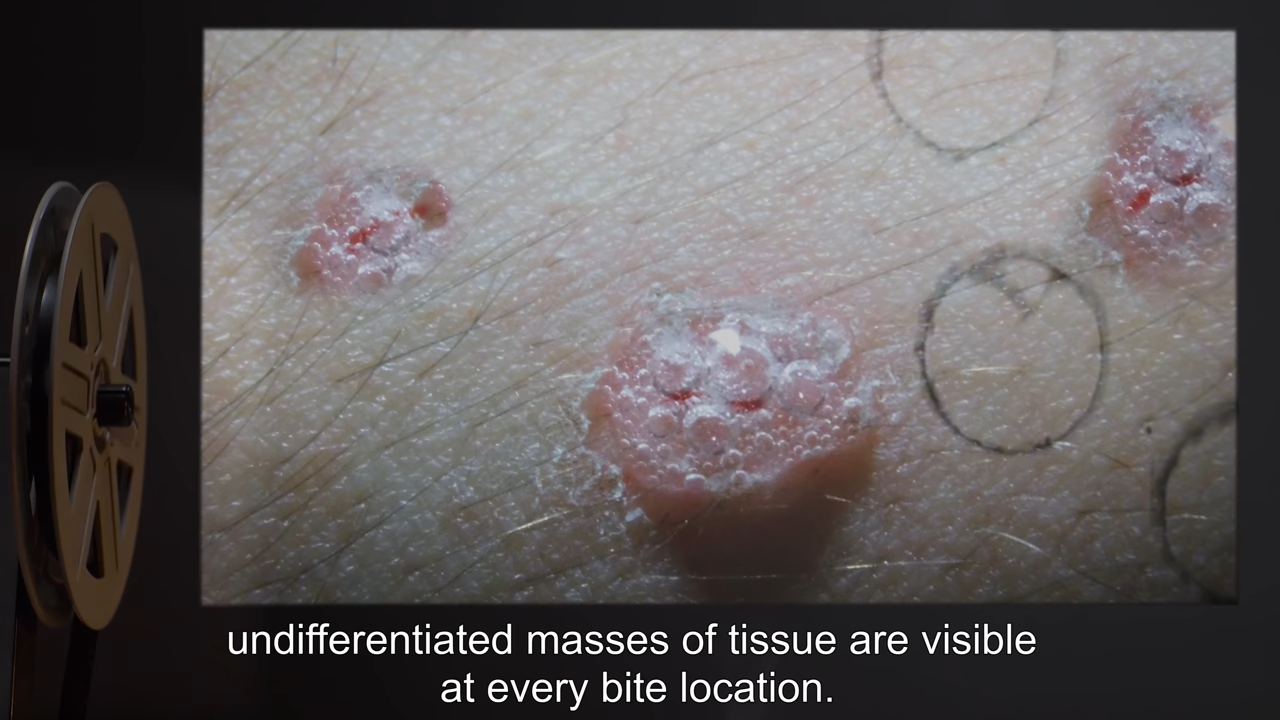 undifferentiated masses of tissue are visible
at every bite location.